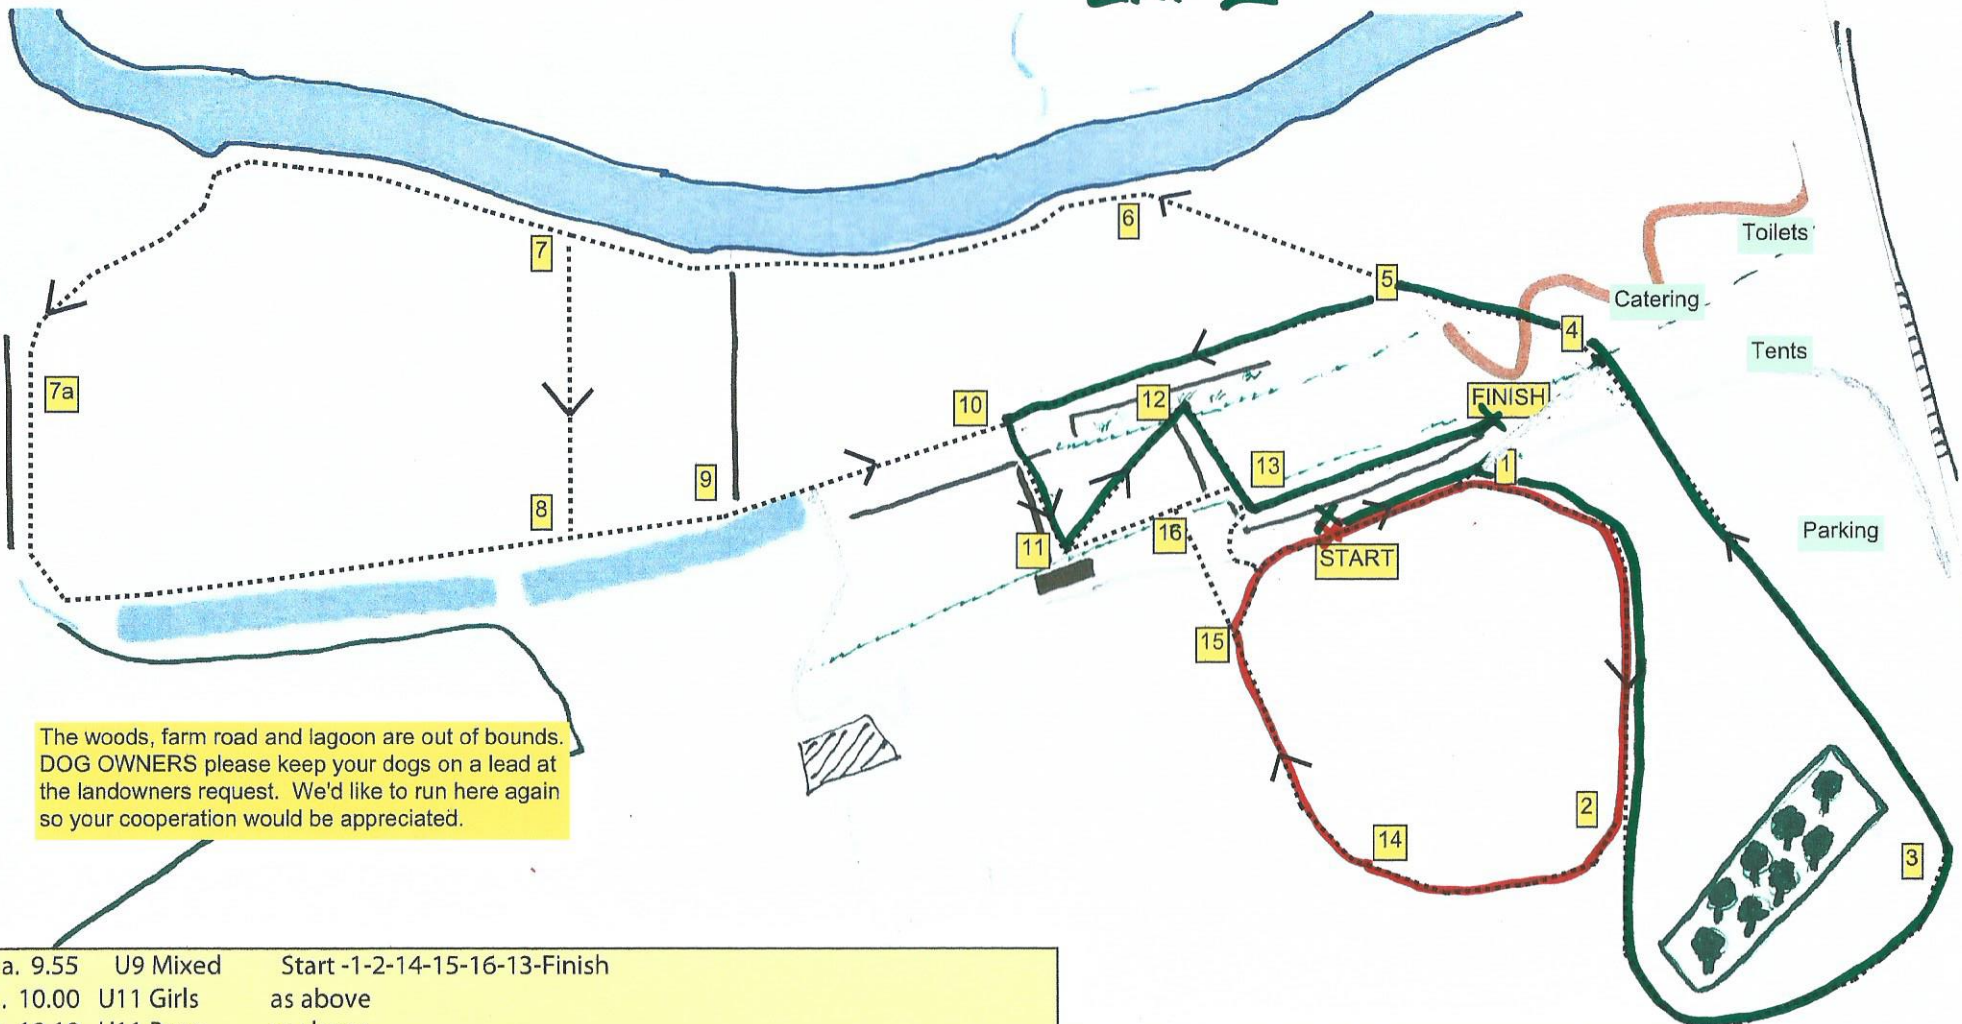 Toilets
6
7
5
Catering
4
Tents
7a
FINISH
10
12
13
1
9
8
Parking
16
11
START
15
The woods, farm road and lagoon are out of bounds.
DOG OWNERS please keep your dogs on a lead at
the landowners request. We'd like to run here again
so your cooperation would be appreciated.
2
14
3
a. 9.55 U9 Mixed Start -1-2-14-15-16-13-Finish
. 10.00 U11 Girls as above